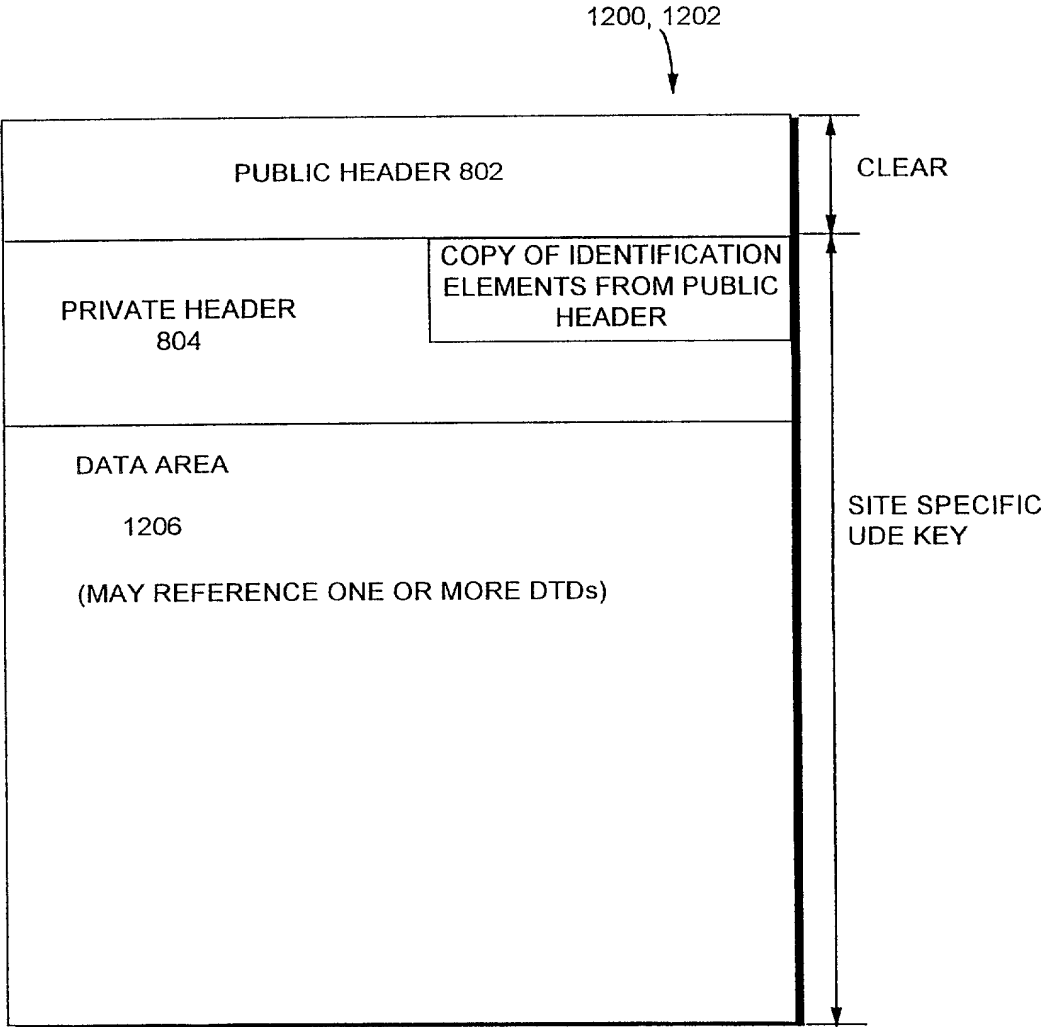 1200, 1202
PUBLIC HEADER 802
CLEAR
COPY OF IDENTIFICATION
ELEMENTS FROM PUBLIC
HEADER
PRIVATE HEADER
804
DATA AREA
1206
(MAY REFERENCE ONE OR MORE DTDs)
SITE SPECIFIC
UDE KEY